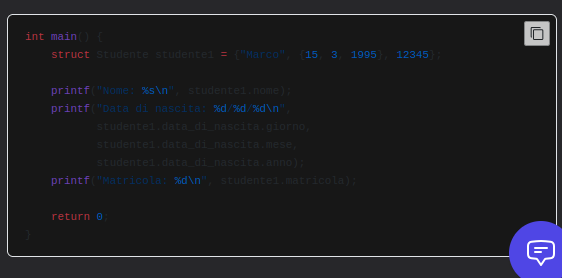 int main() {
struct Studente studente1 = {"Marco", {15, 3, 1995}, 12345};
printf("Nome: %s\n", studente1.nome);
printf("Data di nascita: %d/%d/%d\n",
studente1.data_di_nascita.giorno,
studente1.data_di_nascita.mese,
studente1.data_di_nascita.anno);
printf("Matricola: %d\n", studente1.matricola);
return 0;
}